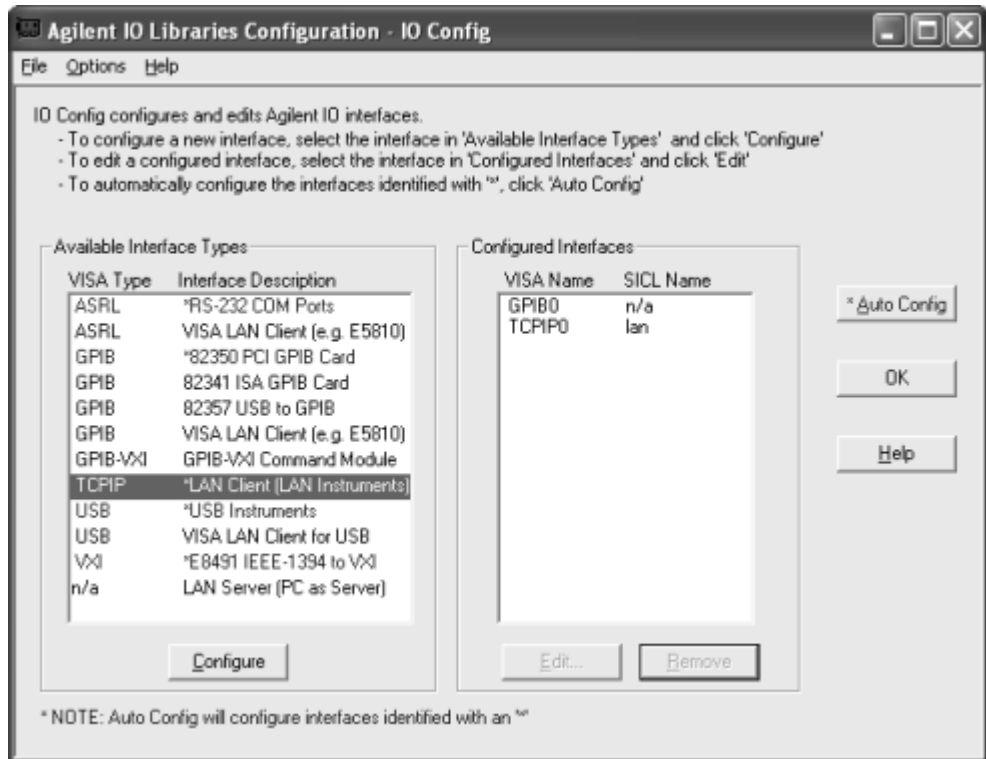 Agilent IO Libraries Configuration - IO Config
File Options Help
IO Config configures and edits Agilent IO interfaces.
- To configure a new interface, select the interface in 'Available Interface Types' and click 'Configure'
- To edit a configured interface, select the interface in 'Configured Interfaces' and click 'Edit'
- To automatically configure the interfaces identified with '*', click 'Auto Config'
Available Interface Types
VISA Type Interface Description
ASRL *RS-232 COM Ports
ASRL VISA LAN Client (e.g. E5810)
GPIB *82350 PCI GPIB Card
GPIB 82341 ISA GPIB Card
GPIB 82357 USB to GPIB
GPIB VISA LAN Client (e.g. E5810)
GPIB-VXI GPIB-VXI Command Module
TCPIP *LAN Client (LAN Instruments)
USB *USB Instruments
USB VISA LAN Client for USB
VXI *E8491 IEEE-1394 to VXI
n/a LAN Server (PC as Server)
Configure
Configured Interfaces
VISA Name SICL Name
GPIB0 n/a
TCPIP0 lan
Edit...
Remove
* Auto Config
OK
Help
* NOTE: Auto Config will configure interfaces identified with an '*'